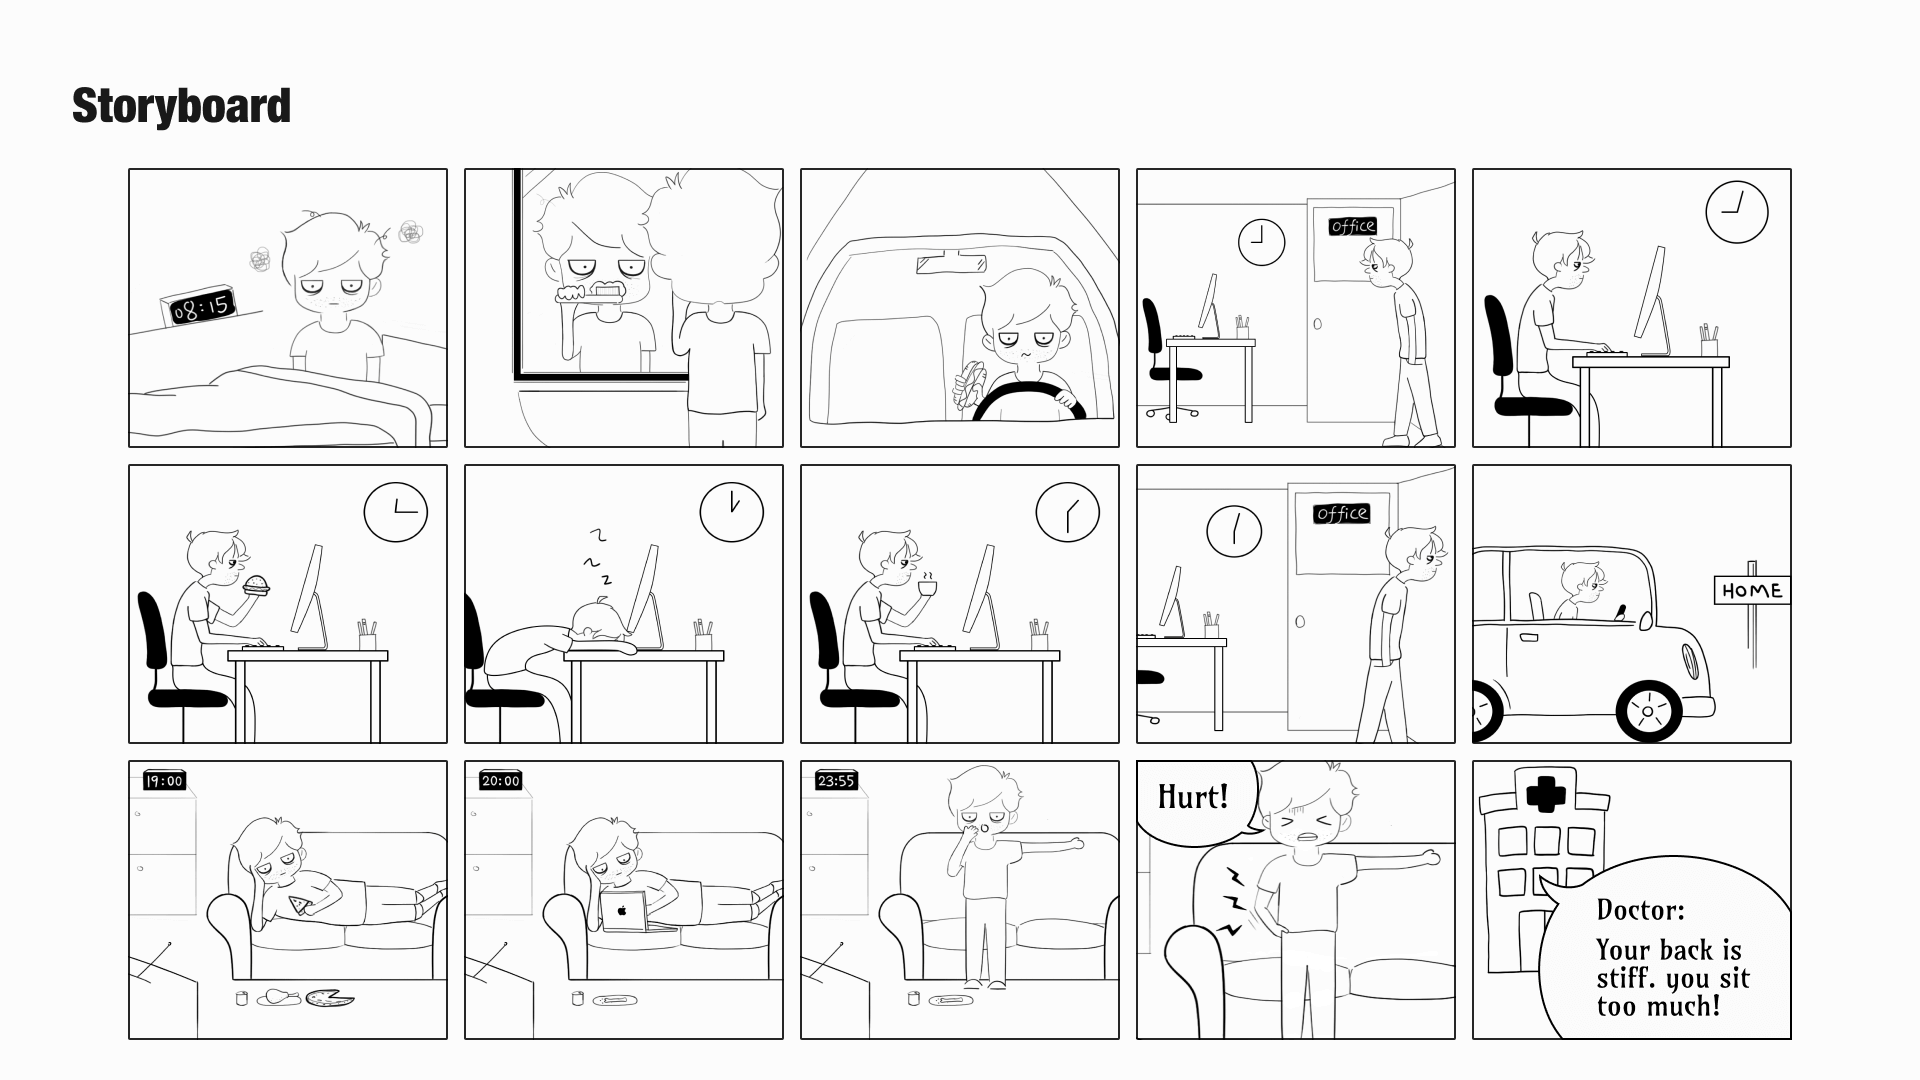 Storyboard
08:15
office
office
HOME
19:00
20:00
23:55
Hurt!
Doctor:
Your back is
stiff. you sit
too much!